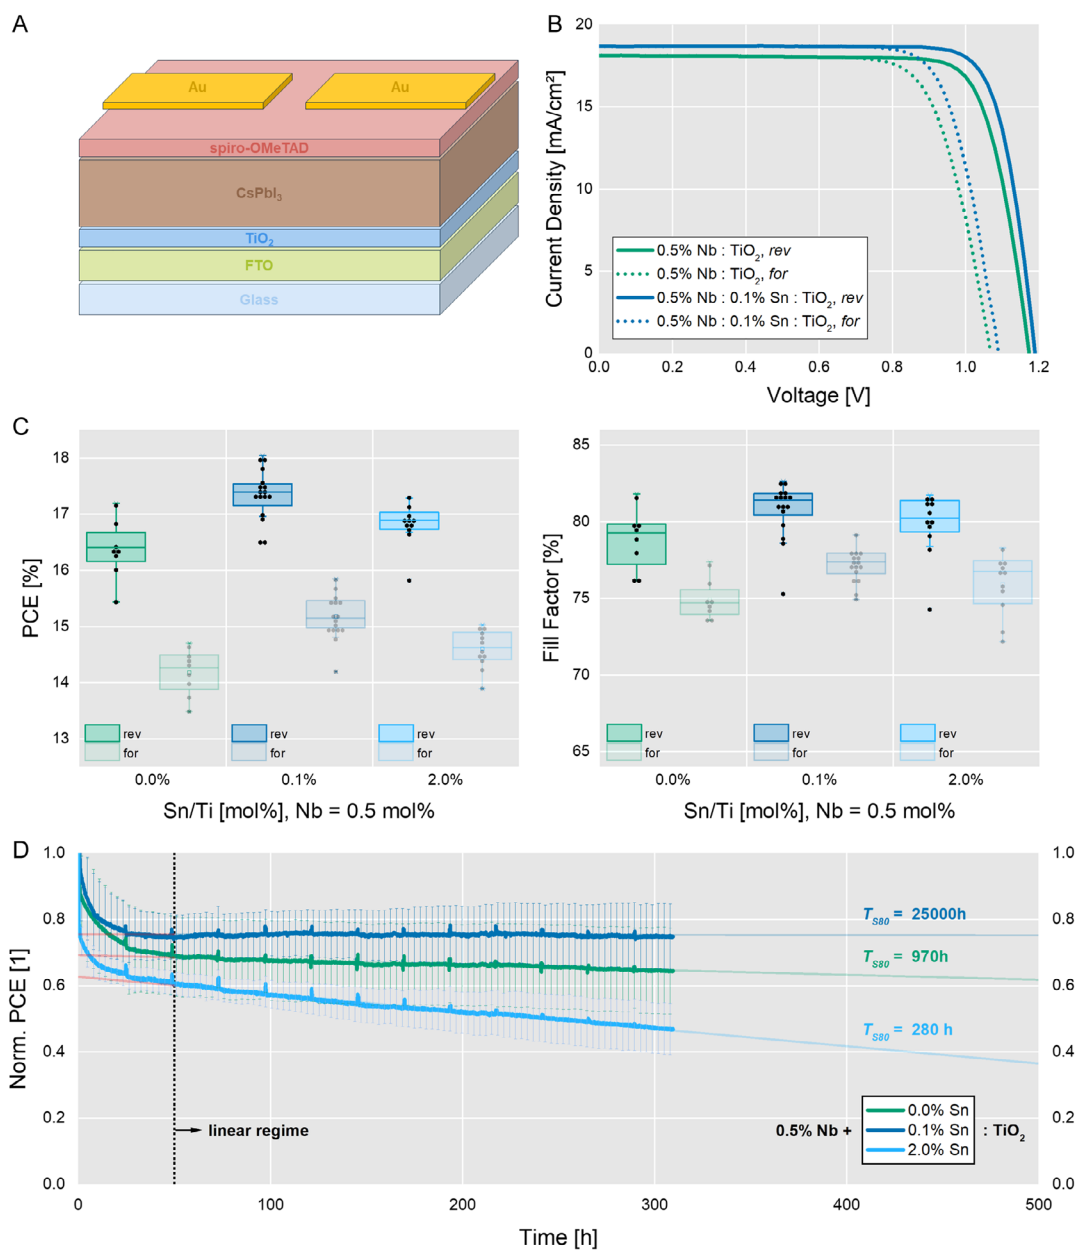 A
Au
Au
spiro-OMeTAD
CsPbI₃
TiO₂
FTO
Glass
B
20
15
10
5
0
0.0
0.2
0.4
0.6
0.8
1.0
1.2
Current Density [mA/cm²]
Voltage [V]
0.5% Nb : TiO₂, rev
0.5% Nb : TiO₂, for
0.5% Nb : 0.1% Sn : TiO₂, rev
0.5% Nb : 0.1% Sn : TiO₂, for
C
18
17
16
15
14
13
PCE [%]
rev
for
rev
for
rev
for
0.0%
0.1%
2.0%
Sn/Ti [mol%], Nb = 0.5 mol%
85
80
75
70
65
Fill Factor [%]
rev
for
rev
for
rev
for
0.0%
0.1%
2.0%
Sn/Ti [mol%], Nb = 0.5 mol%
D
1.0
0.8
0.6
0.4
0.2
0.0
Norm. PCE [1]
1.0
0.8
0.6
0.4
0.2
0.0
T_S80 = 25000h
T_S80 = 970h
T_S80 = 280 h
linear regime
0.5% Nb +
0.0% Sn
0.1% Sn
2.0% Sn
: TiO₂
0
100
200
300
400
500
Time [h]